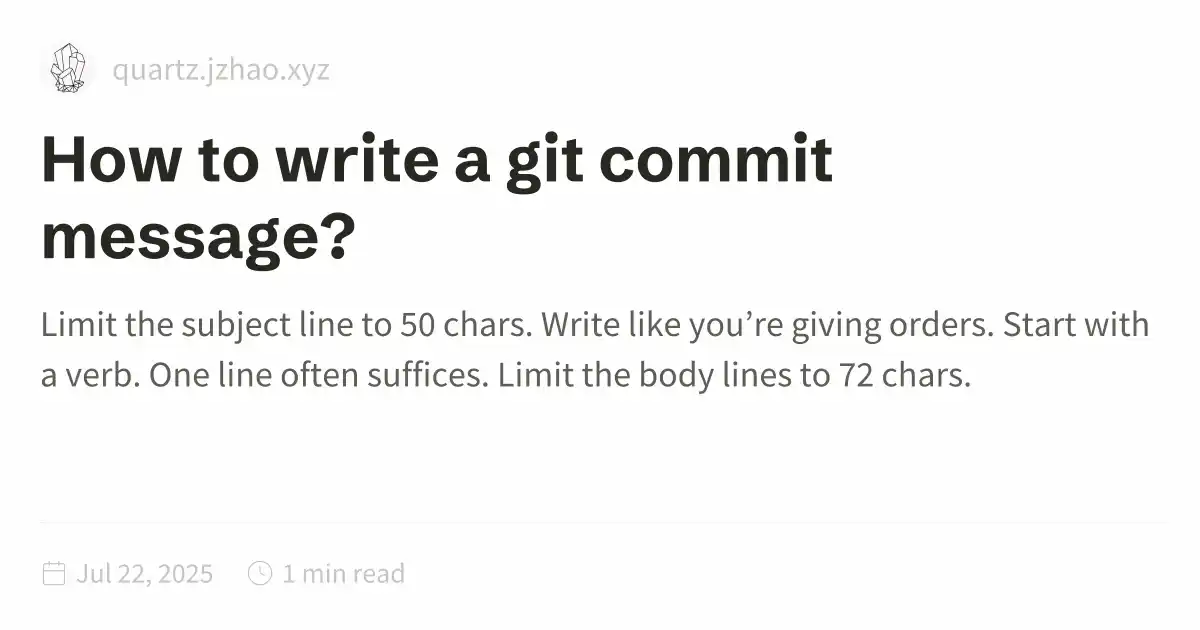 quartz.jzhao.xyz
How to write a git commit
message?
Limit the subject line to 50 chars. Write like you’re giving orders. Start with
a verb. One line often suffices. Limit the body lines to 72 chars.
Jul 22, 2025 1 min read